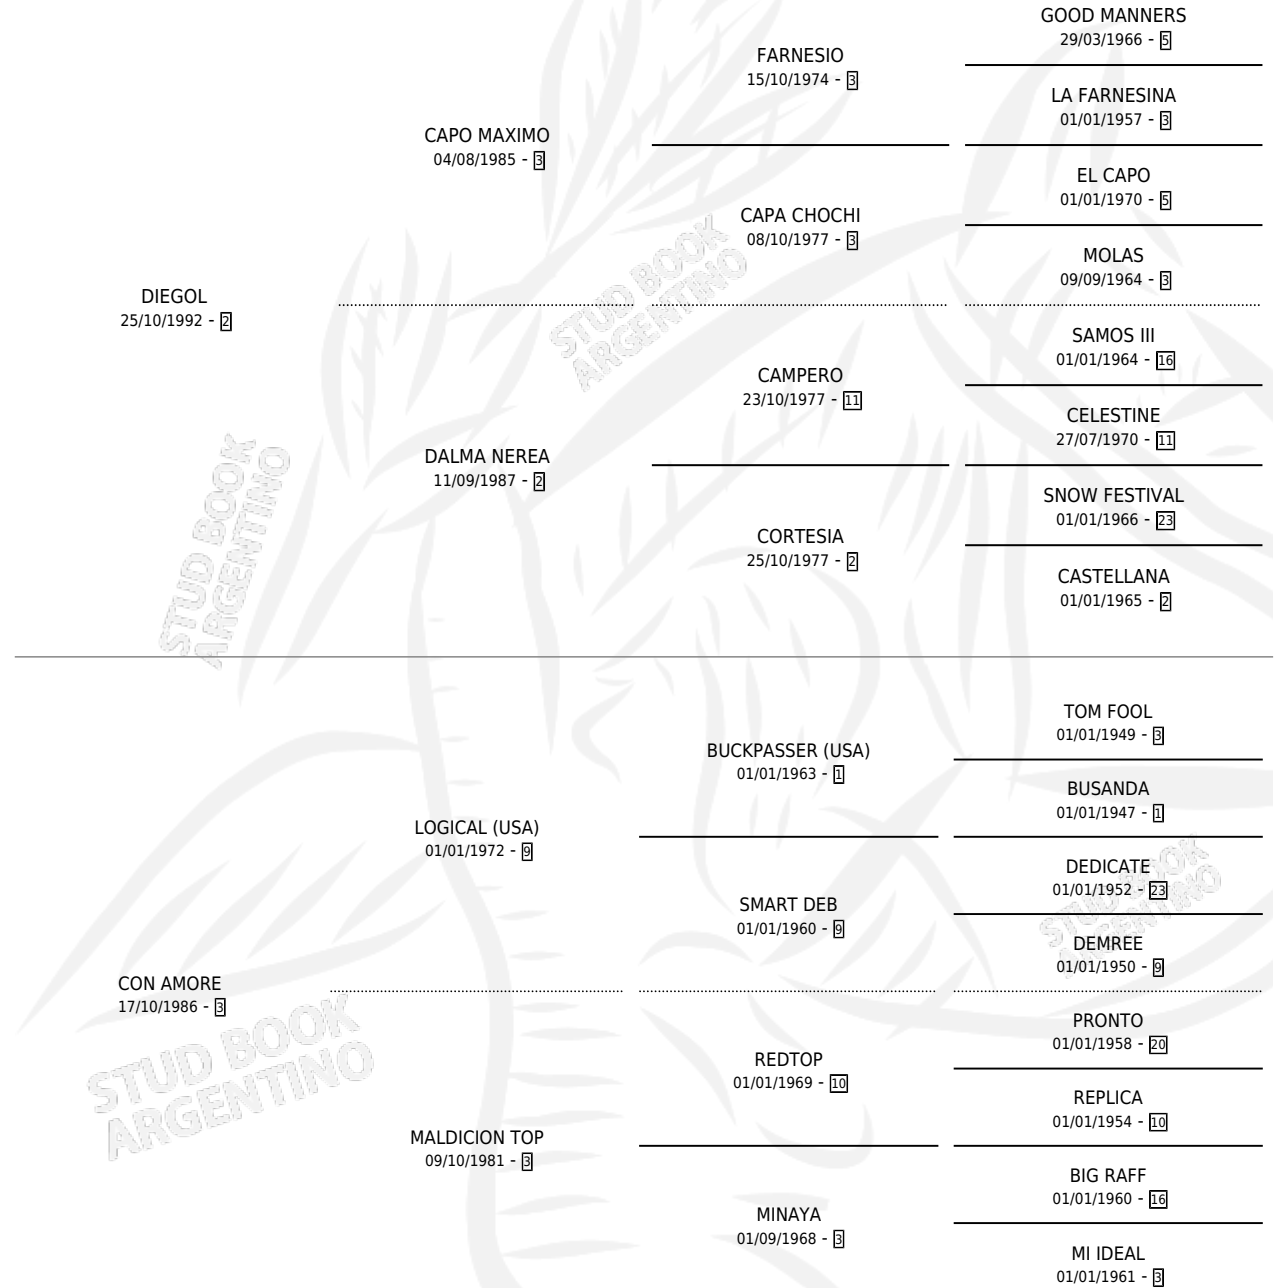 GOOD MANNERS
29/03/1966 - 5
FARNESIO
15/10/1974 - 3
LA FARNESINA
01/01/1957 - 3
CAPO MAXIMO
04/08/1985 - 3
EL CAPO
01/01/1970 - 5
CAPA CHOCHI
08/10/1977 - 3
MOLAS
09/09/1964 - 3
DIEGOL
25/10/1992 - 2
SAMOS III
01/01/1964 - 16
CAMPERO
23/10/1977 - 11
CELESTINE
27/07/1970 - 11
DALMA NEREA
11/09/1987 - 2
SNOW FESTIVAL
01/01/1966 - 23
CORTESIA
25/10/1977 - 2
CASTELLANA
01/01/1965 - 2
TOM FOOL
01/01/1949 - 3
BUCKPASSER (USA)
01/01/1963 - 1
BUSANDA
01/01/1947 - 1
LOGICAL (USA)
01/01/1972 - 9
DEDICATE
01/01/1952 - 23
SMART DEB
01/01/1960 - 9
DEMREE
01/01/1950 - 9
CON AMORE
17/10/1986 - 3
PRONTO
01/01/1958 - 20
REDTOP
01/01/1969 - 10
REPLICA
01/01/1954 - 10
MALDICION TOP
09/10/1981 - 3
BIG RAFF
01/01/1960 - 16
MINAYA
01/09/1968 - 3
MI IDEAL
01/01/1961 - 3
STUD BOOK
ARGENTINO
STUD BOOK
ARGENTINO
STUD BOOK
ARGENTINO
STUD BOOK
ARGENTINO